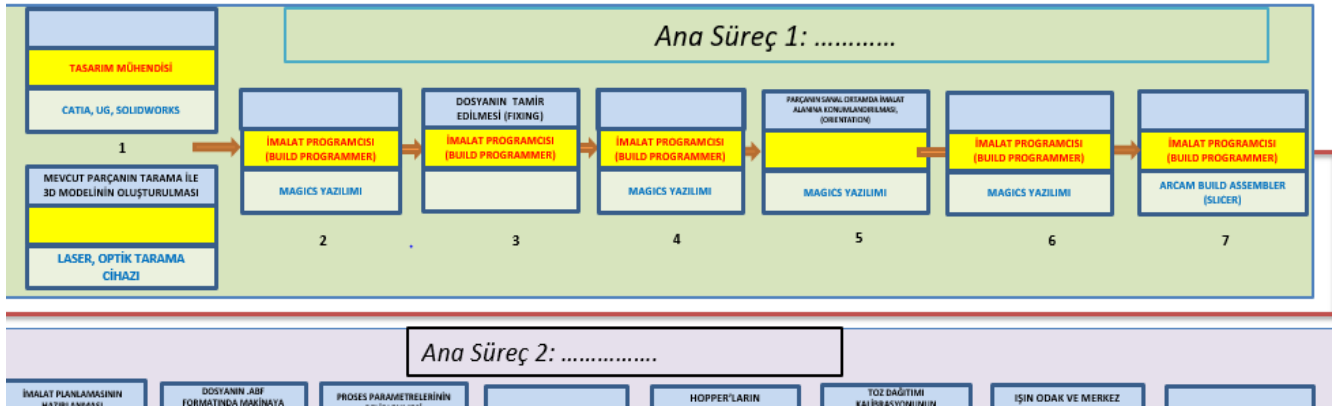 Ana Süreç 1: …………
TASARIM MÜHENDİSİ
CATIA, UG, SOLIDWORKS
1
MEVCUT PARÇANIN TARAMA İLE
3D MODELİNİN OLUŞTURULMASI
LASER, OPTİK TARAMA
CİHAZI
İMALAT PROGRAMCISI
(BUILD PROGRAMMER)
MAGICS YAZILIMI
2
DOSYANIN TAMİR
EDİLMESİ (FIXING)
İMALAT PROGRAMCISI
(BUILD PROGRAMMER)
3
İMALAT PROGRAMCISI
(BUILD PROGRAMMER)
MAGICS YAZILIMI
4
PARÇANIN SANAL ORTAMDA İMALAT
ALANINA KONUMLANDIRILMASI,
(ORIENTATION)
MAGICS YAZILIMI
5
İMALAT PROGRAMCISI
(BUILD PROGRAMMER)
MAGICS YAZILIMI
6
İMALAT PROGRAMCISI
(BUILD PROGRAMMER)
ARCAM BUILD ASSEMBLER
(SLICER)
7
Ana Süreç 2: …………….
İMALAT PLANLAMASININ
HAZIRLANMASI
DOSYANIN .ABF
FORMATINDA MAKİNAYA
PROSES PARAMETRELERİNİN
HOPPER'LARIN
TOZ DAĞITIMI
KALİBRASYONUNUN
IŞIN ODAK VE MERKEZ